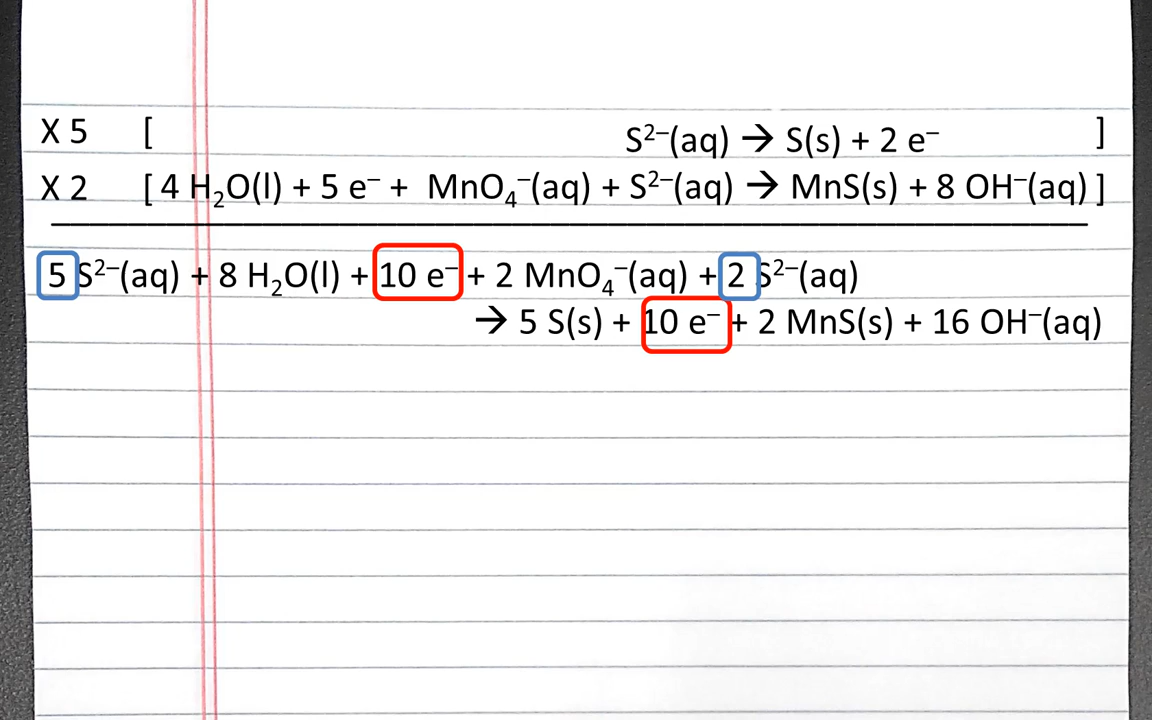 X 5 [ S²⁻(aq) → S(s) + 2 e⁻ ]
X 2 [ 4 H₂O(l) + 5 e⁻ + MnO₄⁻(aq) + S²⁻(aq) → MnS(s) + 8 OH⁻(aq) ]
5 S²⁻(aq) + 8 H₂O(l) + 10 e⁻ + 2 MnO₄⁻(aq) + 2 S²⁻(aq)
→ 5 S(s) + 10 e⁻ + 2 MnS(s) + 16 OH⁻(aq)